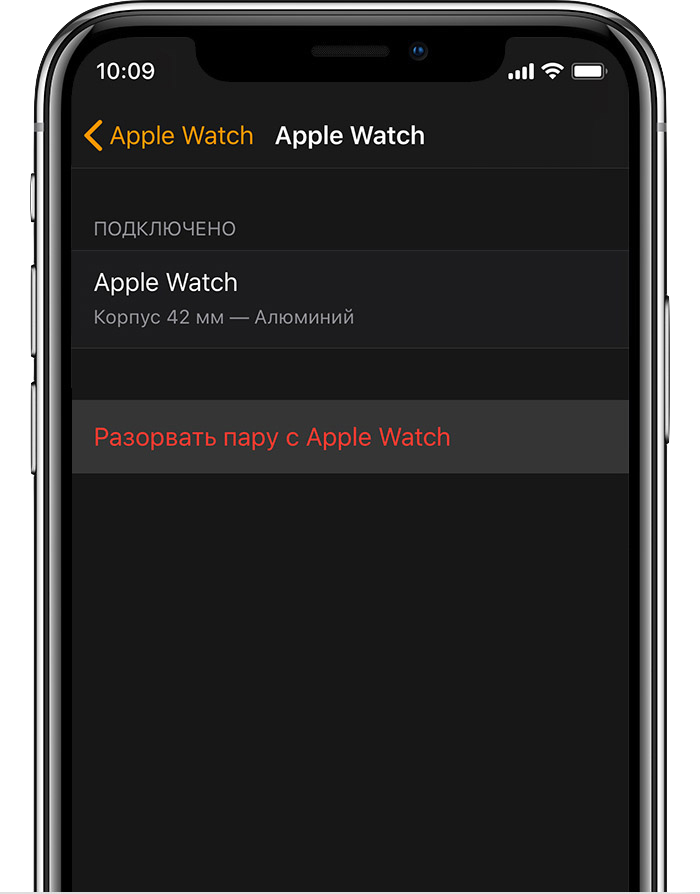 10:09
Apple Watch Apple Watch
ПОДКЛЮЧЕНО
Apple Watch
Корпус 42 мм — Алюминий
Разорвать пару с Apple Watch